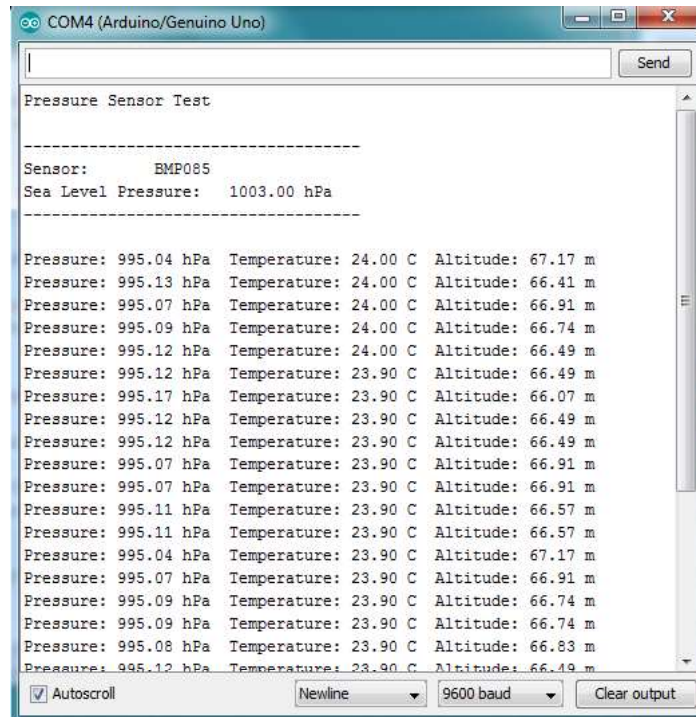 COM4 (Arduino/Genuino Uno)
Send
Pressure Sensor Test
------------------------------------
Sensor:       BMP085
Sea Level Pressure:   1003.00 hPa
------------------------------------
Pressure: 995.04 hPa  Temperature: 24.00 C  Altitude: 67.17 m
Pressure: 995.13 hPa  Temperature: 24.00 C  Altitude: 66.41 m
Pressure: 995.07 hPa  Temperature: 24.00 C  Altitude: 66.91 m
Pressure: 995.09 hPa  Temperature: 24.00 C  Altitude: 66.74 m
Pressure: 995.12 hPa  Temperature: 24.00 C  Altitude: 66.49 m
Pressure: 995.12 hPa  Temperature: 23.90 C  Altitude: 66.49 m
Pressure: 995.17 hPa  Temperature: 23.90 C  Altitude: 66.07 m
Pressure: 995.12 hPa  Temperature: 23.90 C  Altitude: 66.49 m
Pressure: 995.12 hPa  Temperature: 23.90 C  Altitude: 66.49 m
Pressure: 995.07 hPa  Temperature: 23.90 C  Altitude: 66.91 m
Pressure: 995.07 hPa  Temperature: 23.90 C  Altitude: 66.91 m
Pressure: 995.11 hPa  Temperature: 23.90 C  Altitude: 66.57 m
Pressure: 995.11 hPa  Temperature: 23.90 C  Altitude: 66.57 m
Pressure: 995.04 hPa  Temperature: 23.90 C  Altitude: 67.17 m
Pressure: 995.07 hPa  Temperature: 23.90 C  Altitude: 66.91 m
Pressure: 995.09 hPa  Temperature: 23.90 C  Altitude: 66.74 m
Pressure: 995.09 hPa  Temperature: 23.90 C  Altitude: 66.74 m
Pressure: 995.08 hPa  Temperature: 23.90 C  Altitude: 66.83 m
Pressure: 995.12 hPa  Temperature: 23.90 C  Altitude: 66.49 m
Autoscroll Newline 9600 baud Clear output